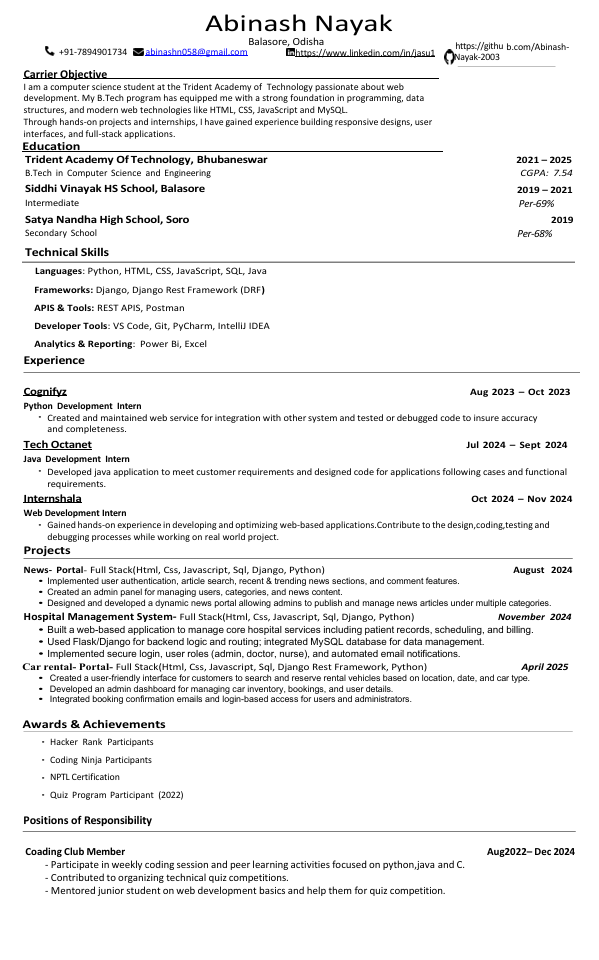 Abinash Nayak
Balasore, Odisha
+91-7894901734 abinashn058@gmail.com https://www.linkedin.com/in/jasu1 https://githu b.com/Abinash-
Nayak-2003
Carrier Objective
I am a computer science student at the Trident Academy of Technology passionate about web
development. My B.Tech program has equipped me with a strong foundation in programming, data
structures, and modern web technologies like HTML, CSS, JavaScript and MySQL.
Through hands-on projects and internships, I have gained experience building responsive designs, user
interfaces, and full-stack applications.
Education
Trident Academy Of Technology, Bhubaneswar 2021 – 2025
B.Tech in Computer Science and Engineering CGPA: 7.54
Siddhi Vinayak HS School, Balasore 2019 – 2021
Intermediate Per-69%
Satya Nandha High School, Soro 2019
Secondary School Per-68%
Technical Skills
Languages: Python, HTML, CSS, JavaScript, SQL, Java
Frameworks: Django, Django Rest Framework (DRF)
APIS & Tools: REST APIS, Postman
Developer Tools: VS Code, Git, PyCharm, IntelliJ IDEA
Analytics & Reporting: Power Bi, Excel
Experience
Cognifyz Aug 2023 – Oct 2023
Python Development Intern
· Created and maintained web service for integration with other system and tested or debugged code to insure accuracy
and completeness.
Tech Octanet Jul 2024 – Sept 2024
Java Development Intern
· Developed java application to meet customer requirements and designed code for applications following cases and functional
requirements.
Internshala Oct 2024 – Nov 2024
Web Development Intern
· Gained hands-on experience in developing and optimizing web-based applications.Contribute to the design,coding,testing and
debugging processes while working on real world project.
Projects
News- Portal- Full Stack(Html, Css, Javascript, Sql, Django, Python) August 2024
• Implemented user authentication, article search, recent & trending news sections, and comment features.
• Created an admin panel for managing users, categories, and news content.
• Designed and developed a dynamic news portal allowing admins to publish and manage news articles under multiple categories.
Hospital Management System- Full Stack(Html, Css, Javascript, Sql, Django, Python) November 2024
• Built a web-based application to manage core hospital services including patient records, scheduling, and billing.
• Used Flask/Django for backend logic and routing; integrated MySQL database for data management.
• Implemented secure login, user roles (admin, doctor, nurse), and automated email notifications.
Car rental- Portal- Full Stack(Html, Css, Javascript, Sql, Django Rest Framework, Python) April 2025
• Created a user-friendly interface for customers to search and reserve rental vehicles based on location, date, and car type.
• Developed an admin dashboard for managing car inventory, bookings, and user details.
• Integrated booking confirmation emails and login-based access for users and administrators.
Awards & Achievements
· Hacker Rank Participants
· Coding Ninja Participants
· NPTL Certification
· Quiz Program Participant (2022)
Positions of Responsibility
Coading Club Member Aug2022– Dec 2024
- Participate in weekly coding session and peer learning activities focused on python,java and C.
- Contributed to organizing technical quiz competitions.
- Mentored junior student on web development basics and help them for quiz competition.